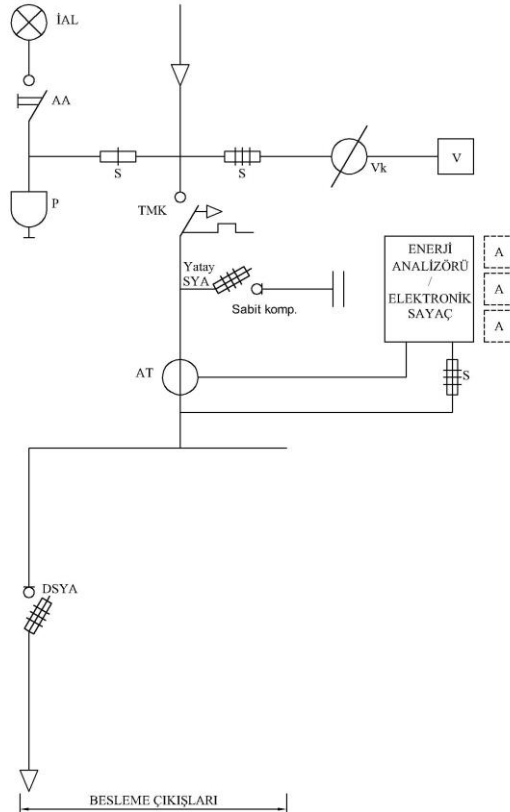 İAL
AA
S
S
Vk
V
P
TMK
Yatay
SYA
Sabit komp.
ENERJİ
ANALİZÖRÜ
/
ELEKTRONİK
SAYAÇ
A
A
A
AT
S
DSYA
BESLEME ÇIKIŞLARI